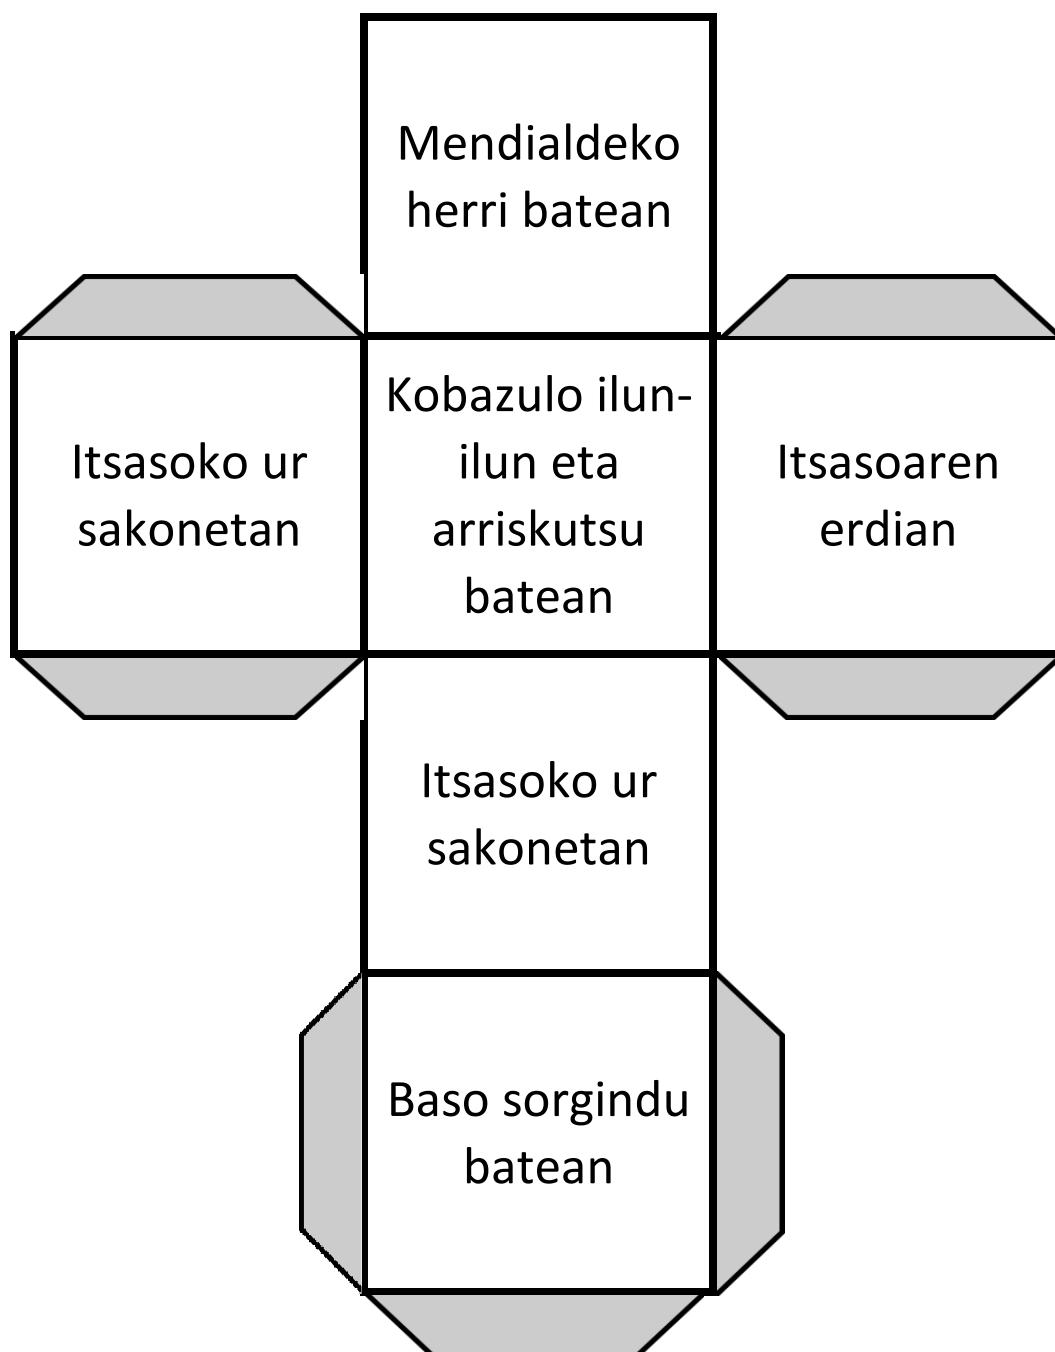 Mendialdeko
herri batean
Itsasoko ur
sakonetan
Kobazulo ilun-
ilun eta
arriskutsu
batean
Itsasoaren
erdian
Itsasoko ur
sakonetan
Baso sorgindu
batean